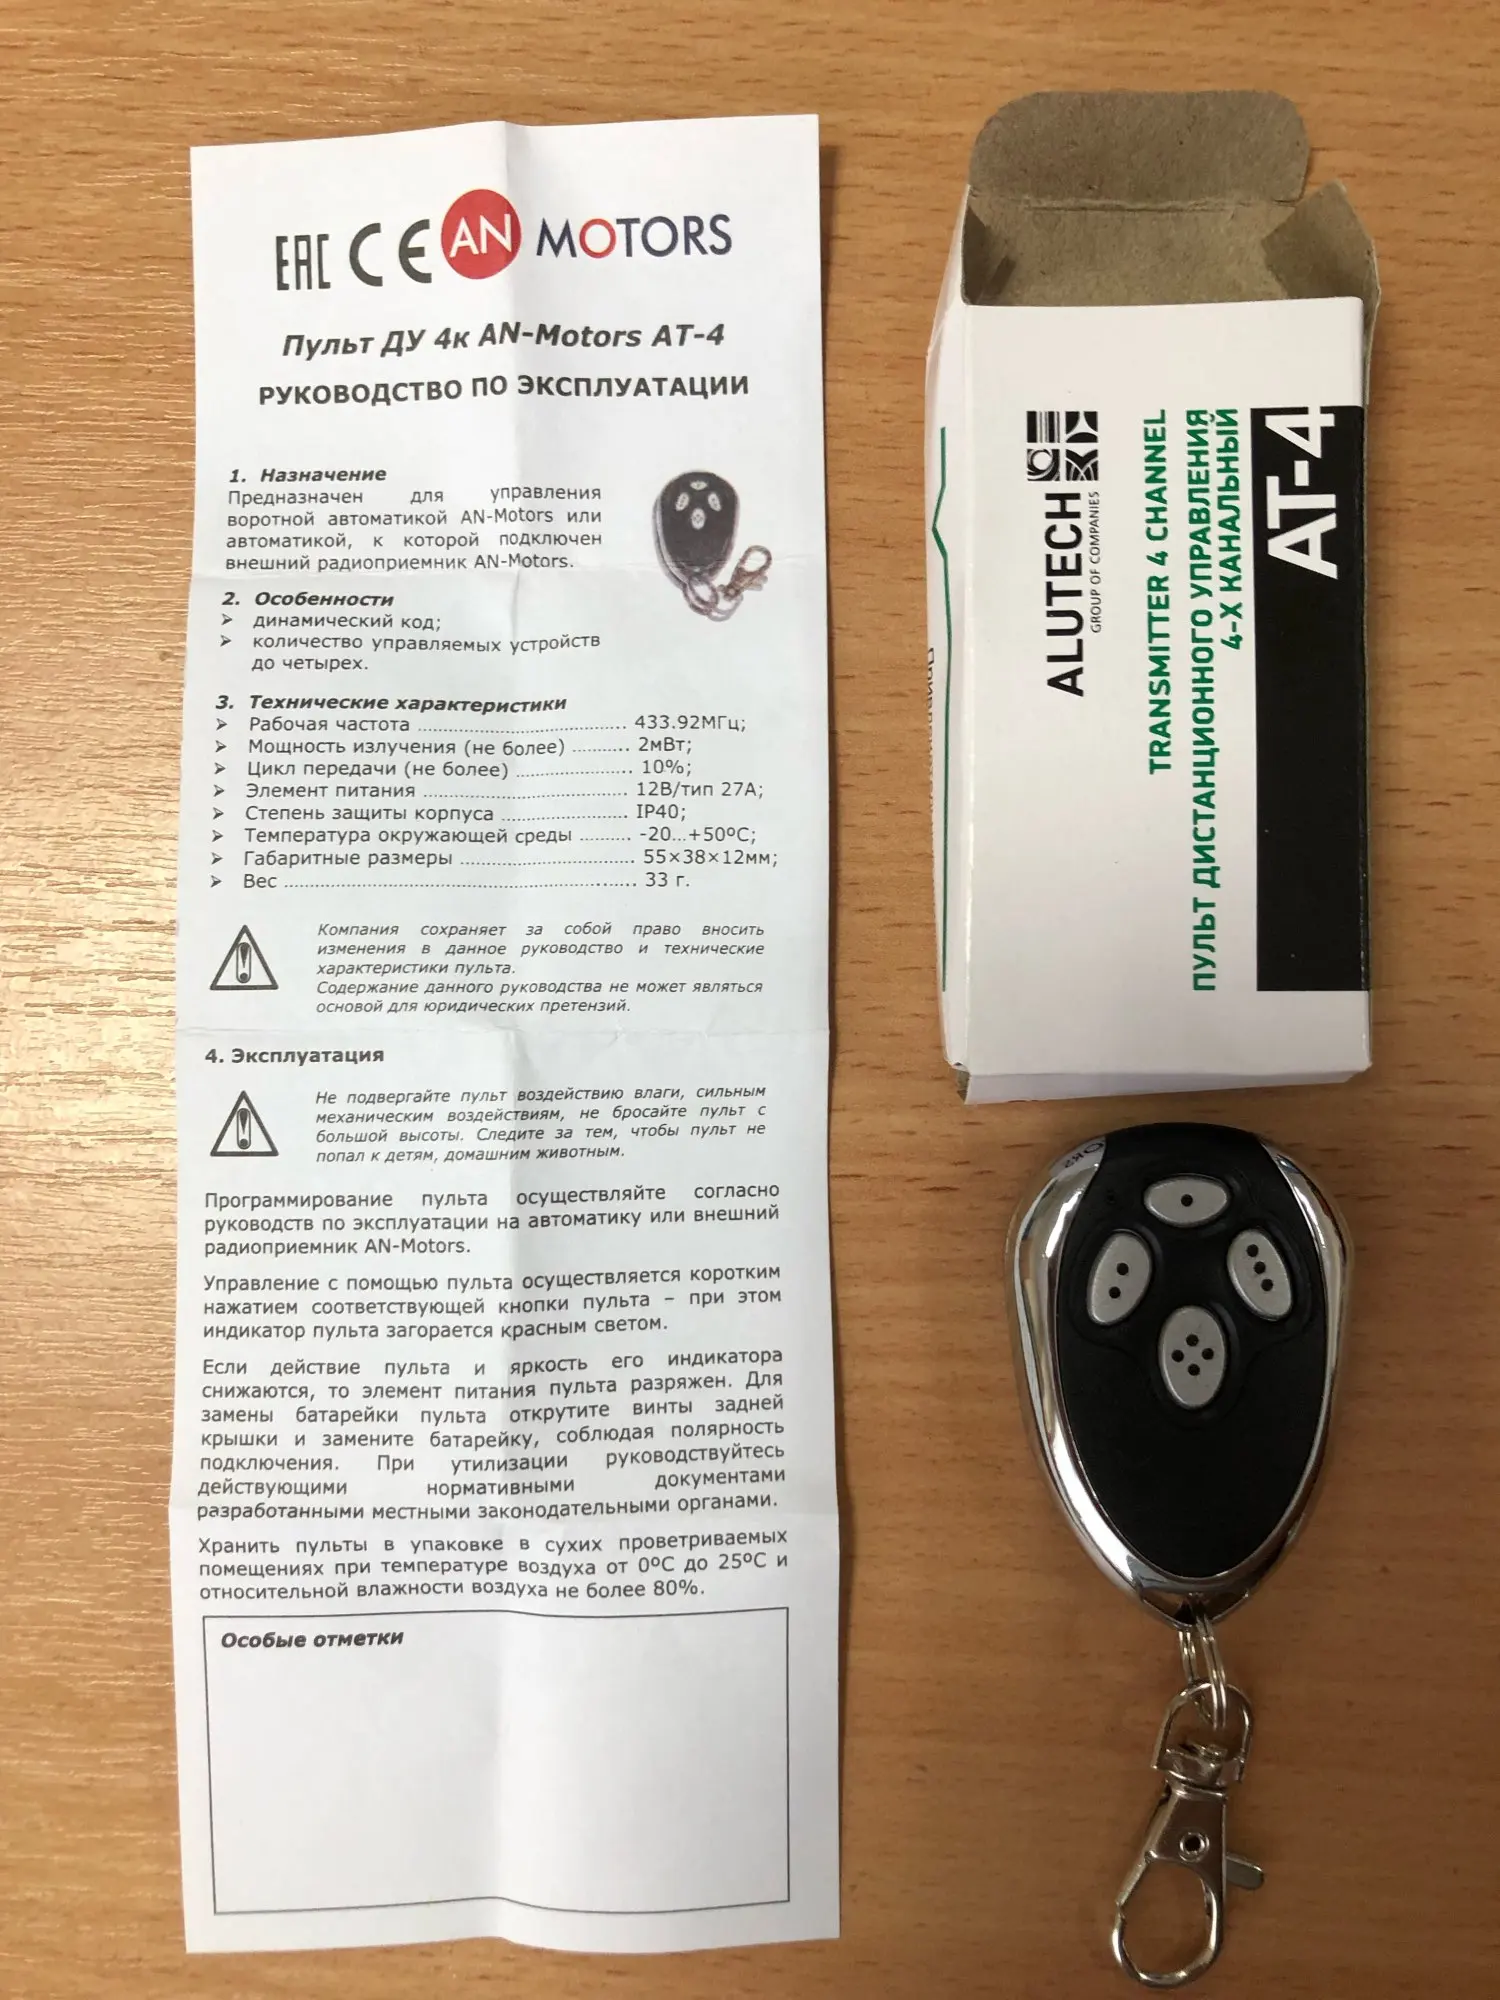 EAC CE AN MOTORS
Пульт ДУ 4к AN-Motors AT-4
РУКОВОДСТВО ПО ЭКСПЛУАТАЦИИ
1. Назначение
Предназначен для управления
воротной автоматикой AN-Motors или
автоматикой, к которой подключен
внешний радиоприемник AN-Motors.
2. Особенности
➢ динамический код;
➢ количество управляемых устройств
до четырех.
3. Технические характеристики
➢ Рабочая частота ........................ 433.92МГц;
➢ Мощность излучения (не более) .......... 2мВт;
➢ Цикл передачи (не более) .................. 10%;
➢ Элемент питания ........................ 12В/тип 27А;
➢ Степень защиты корпуса .................. IP40;
➢ Температура окружающей среды ......... -20...+50ºС;
➢ Габаритные размеры ........................ 55×38×12мм;
➢ Вес ................................................ 33 г.
Компания сохраняет за собой право вносить
изменения в данное руководство и технические
характеристики пульта.
Содержание данного руководства не может являться
основой для юридических претензий.
4. Эксплуатация
Не подвергайте пульт воздействию влаги, сильным
механическим воздействиям, не бросайте пульт с
большой высоты. Следите за тем, чтобы пульт не
попал к детям, домашним животным.
Программирование пульта осуществляйте согласно
руководств по эксплуатации на автоматику или внешний
радиоприемник AN-Motors.
Управление с помощью пульта осуществляется коротким
нажатием соответствующей кнопки пульта – при этом
индикатор пульта загорается красным светом.
Если действие пульта и яркость его индикатора
снижаются, то элемент питания пульта разряжен. Для
замены батарейки пульта открутите винты задней
крышки и замените батарейку, соблюдая полярность
подключения. При утилизации руководствуйтесь
действующими нормативными документами
разработанными местными законодательными органами.
Хранить пульты в упаковке в сухих проветриваемых
помещениях при температуре воздуха от 0ºС до 25ºС и
относительной влажности воздуха не более 80%.
Особые отметки
ALUTECH
GROUP OF COMPANIES
TRANSMITTER 4 CHANNEL
ПУЛЬТ ДИСТАНЦИОННОГО УПРАВЛЕНИЯ
4-Х КАНАЛЬНЫЙ
AT-4